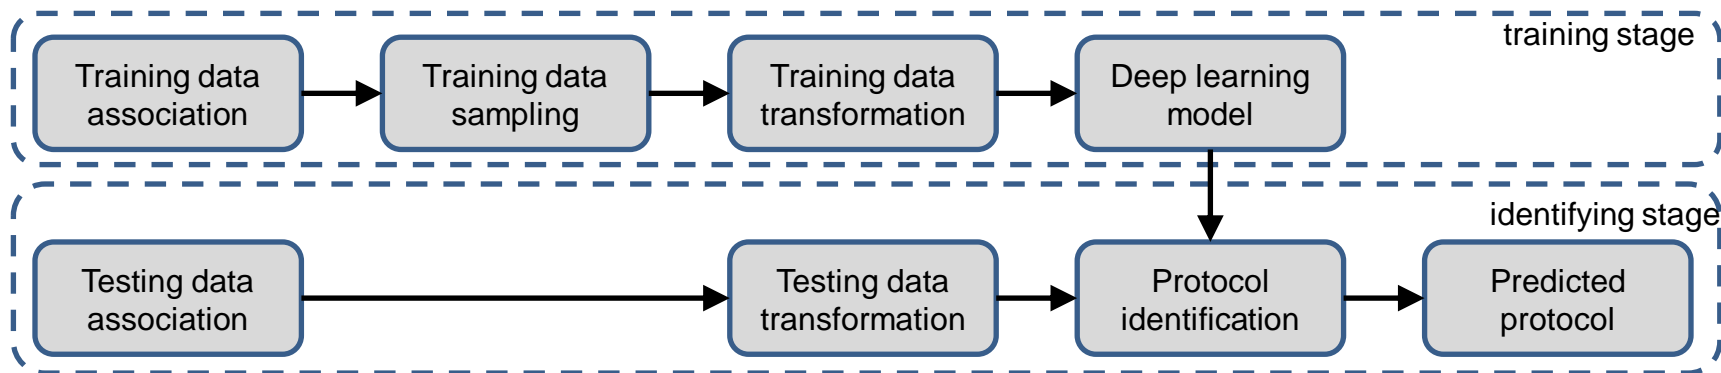 training stage
Training data
association
Training data
sampling
Training data
transformation
Deep learning
model
identifying stage
Testing data
association
Testing data
transformation
Protocol
identification
Predicted
protocol